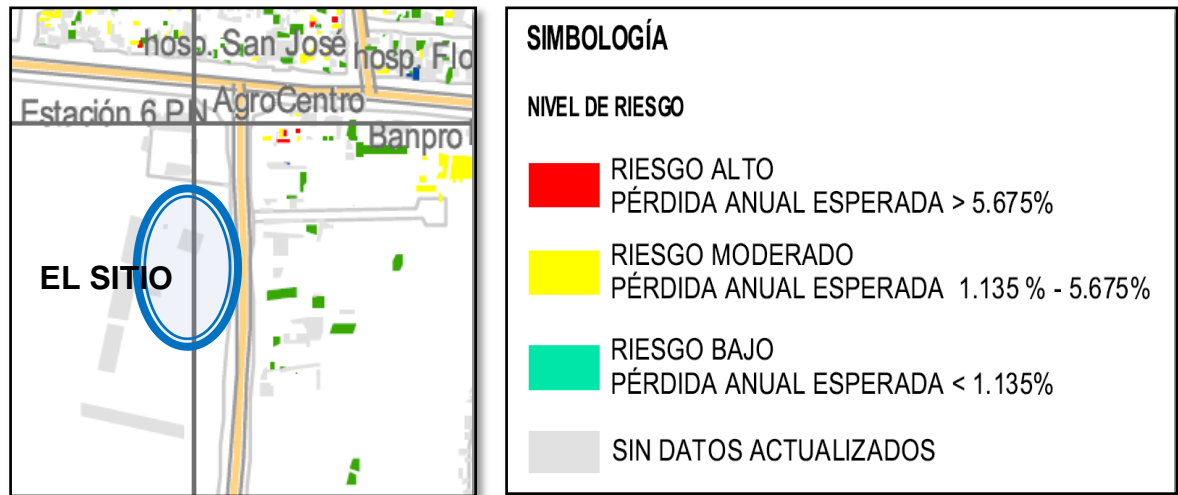 hosp. San José
hosp. Flo
Estación 6 PN
AgroCentro
Banpro
EL SITIO
SIMBOLOGÍA
NIVEL DE RIESGO
RIESGO ALTO
PÉRDIDA ANUAL ESPERADA > 5.675%
RIESGO MODERADO
PÉRDIDA ANUAL ESPERADA 1.135 % - 5.675%
RIESGO BAJO
PÉRDIDA ANUAL ESPERADA < 1.135%
SIN DATOS ACTUALIZADOS